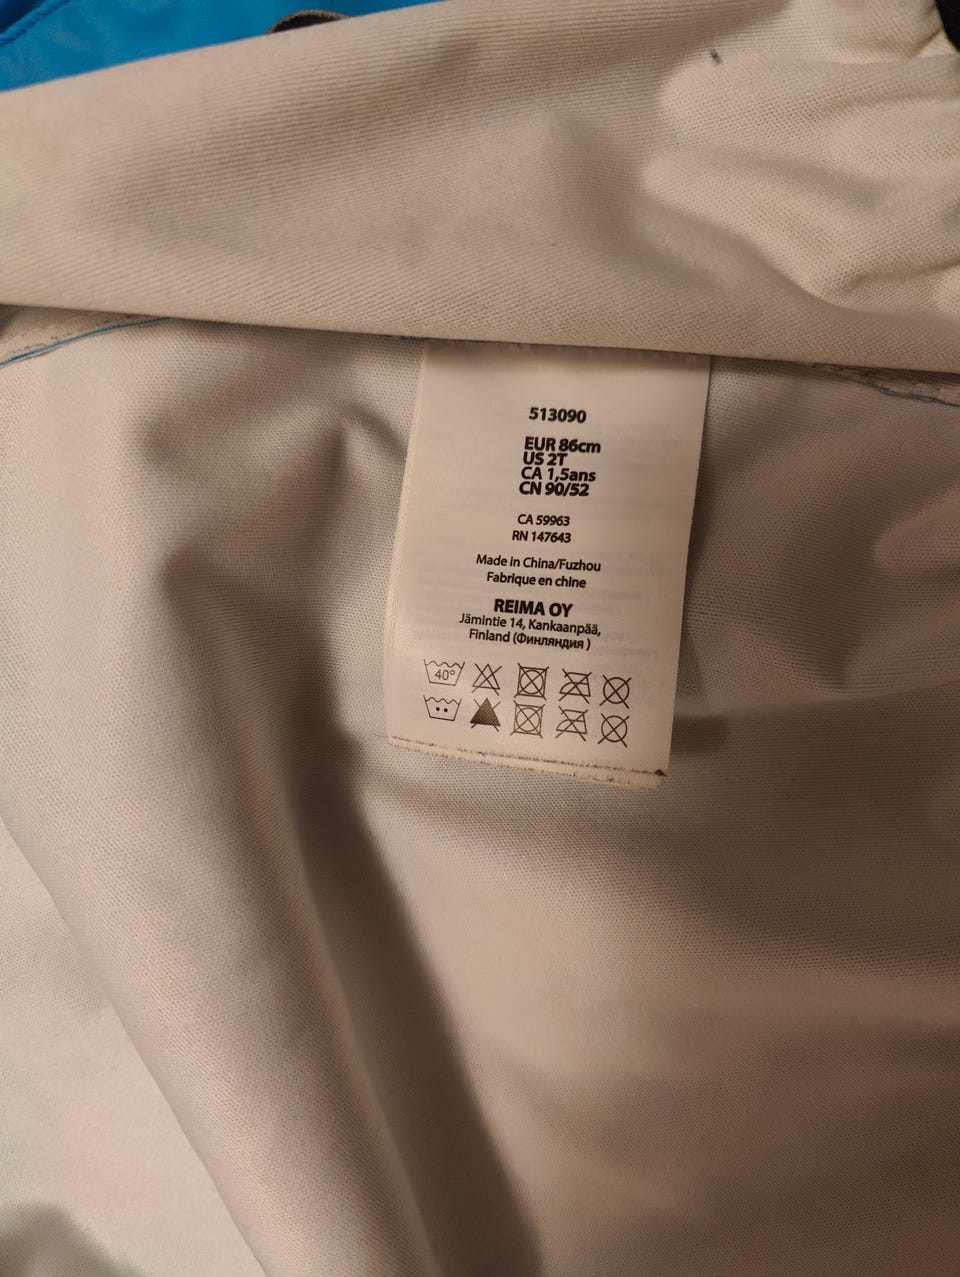 513090
EUR 86cm
US 2T
CA 1,5ans
CN 90/52
CA 59963
RN 147643
Made in China/Fuzhou
Fabrique en chine
REIMA OY
Jämintie 14, Kankaanpää,
Finland (Финляндия )
40°